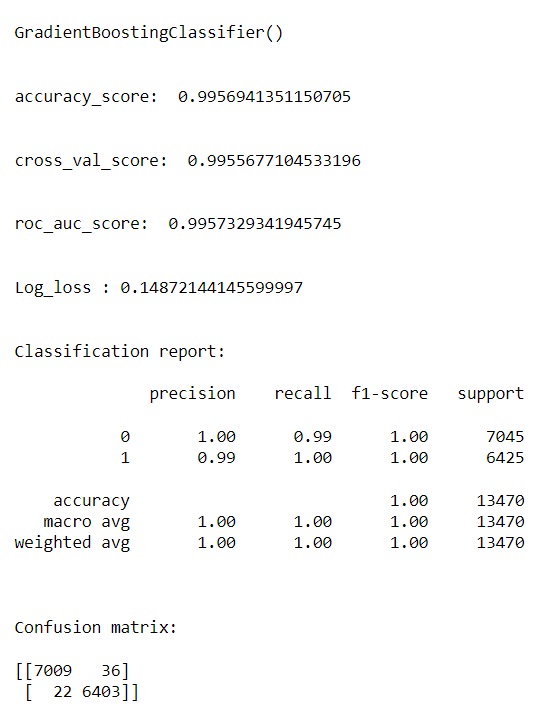 GradientBoostingClassifier()
accuracy_score:  0.9956941351150705
cross_val_score:  0.9955677104533196
roc_auc_score:  0.9957329341945745
Log_loss : 0.14872144145599997
Classification report:
              precision    recall  f1-score   support
           0       1.00      0.99      1.00      7045
           1       0.99      1.00      1.00      6425
    accuracy                           1.00     13470
   macro avg       1.00      1.00      1.00     13470
weighted avg       1.00      1.00      1.00     13470
Confusion matrix:
[[7009   36]
 [  22 6403]]